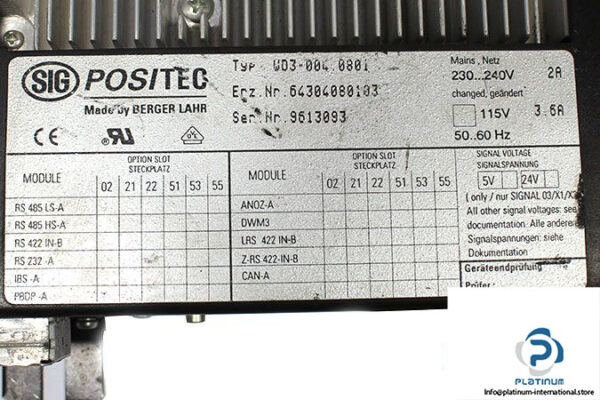 SIG POSITEC
Made by BERGER LAHR
Typ WD3-004.0801
Erz.Nr.64304080103
Ser.Nr.9613093
Mains, Netz
230...240V 2A
changed, geändert
115V 3.6A
50..60 Hz
MODULE
OPTION SLOT
STECKPLATZ
02 21 22 51 53 55
RS 485 LS-A
RS 485 HS-A
RS 422 IN-B
RS 232 -A
IBS -A
PBDP -A
MODULE
OPTION SLOT
STECKPLATZ
02 21 22 51 53 55
ANOZ-A
DWM3
LRS 422 IN-B
Z-RS 422-IN-B
CAN-A
SIGNAL VOLTAGE
SIGNALSPANNUNG
5V 24V
(only / nur SIGNAL 03/X1/X
All other signal voltages: see
documentation. Alle andere
Signalspannungen: siehe
Dokumentation
Geräteendprüfung
Prüfer:
PLATINUM
Info@platinum-international.store